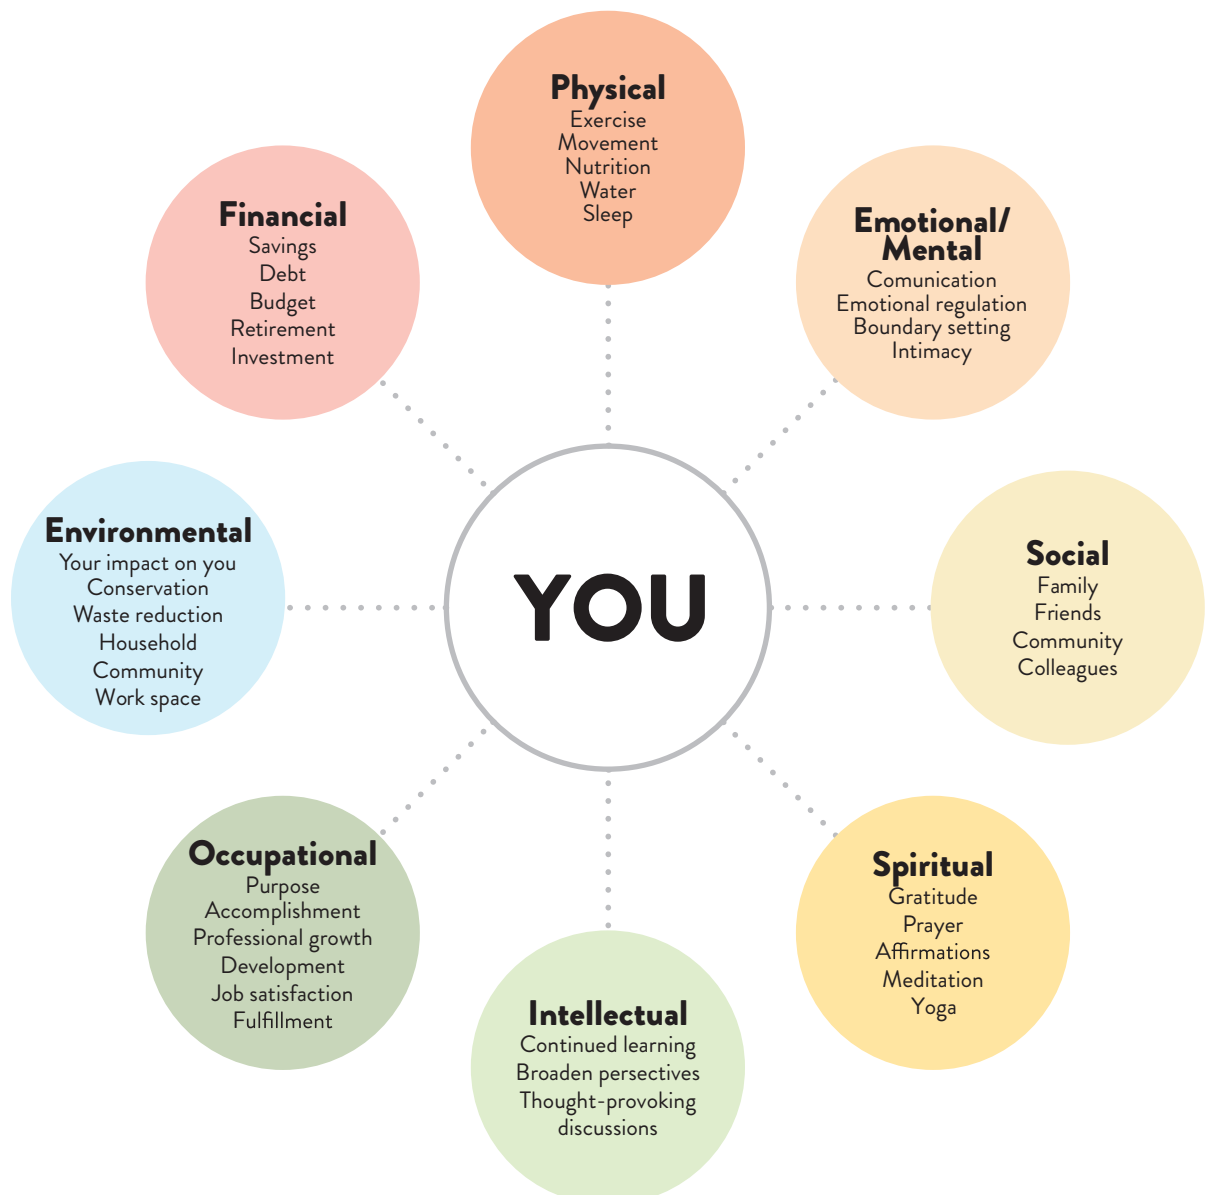 Physical
Exercise
Movement
Nutrition
Water
Sleep
Emotional/
Mental
Comunication
Emotional regulation
Boundary setting
Intimacy
Social
Family
Friends
Community
Colleagues
Spiritual
Gratitude
Prayer
Affirmations
Meditation
Yoga
Intellectual
Continued learning
Broaden persectives
Thought-provoking
discussions
Occupational
Purpose
Accomplishment
Professional growth
Development
Job satisfaction
Fulfillment
Environmental
Your impact on you
Conservation
Waste reduction
Household
Community
Work space
Financial
Savings
Debt
Budget
Retirement
Investment
YOU